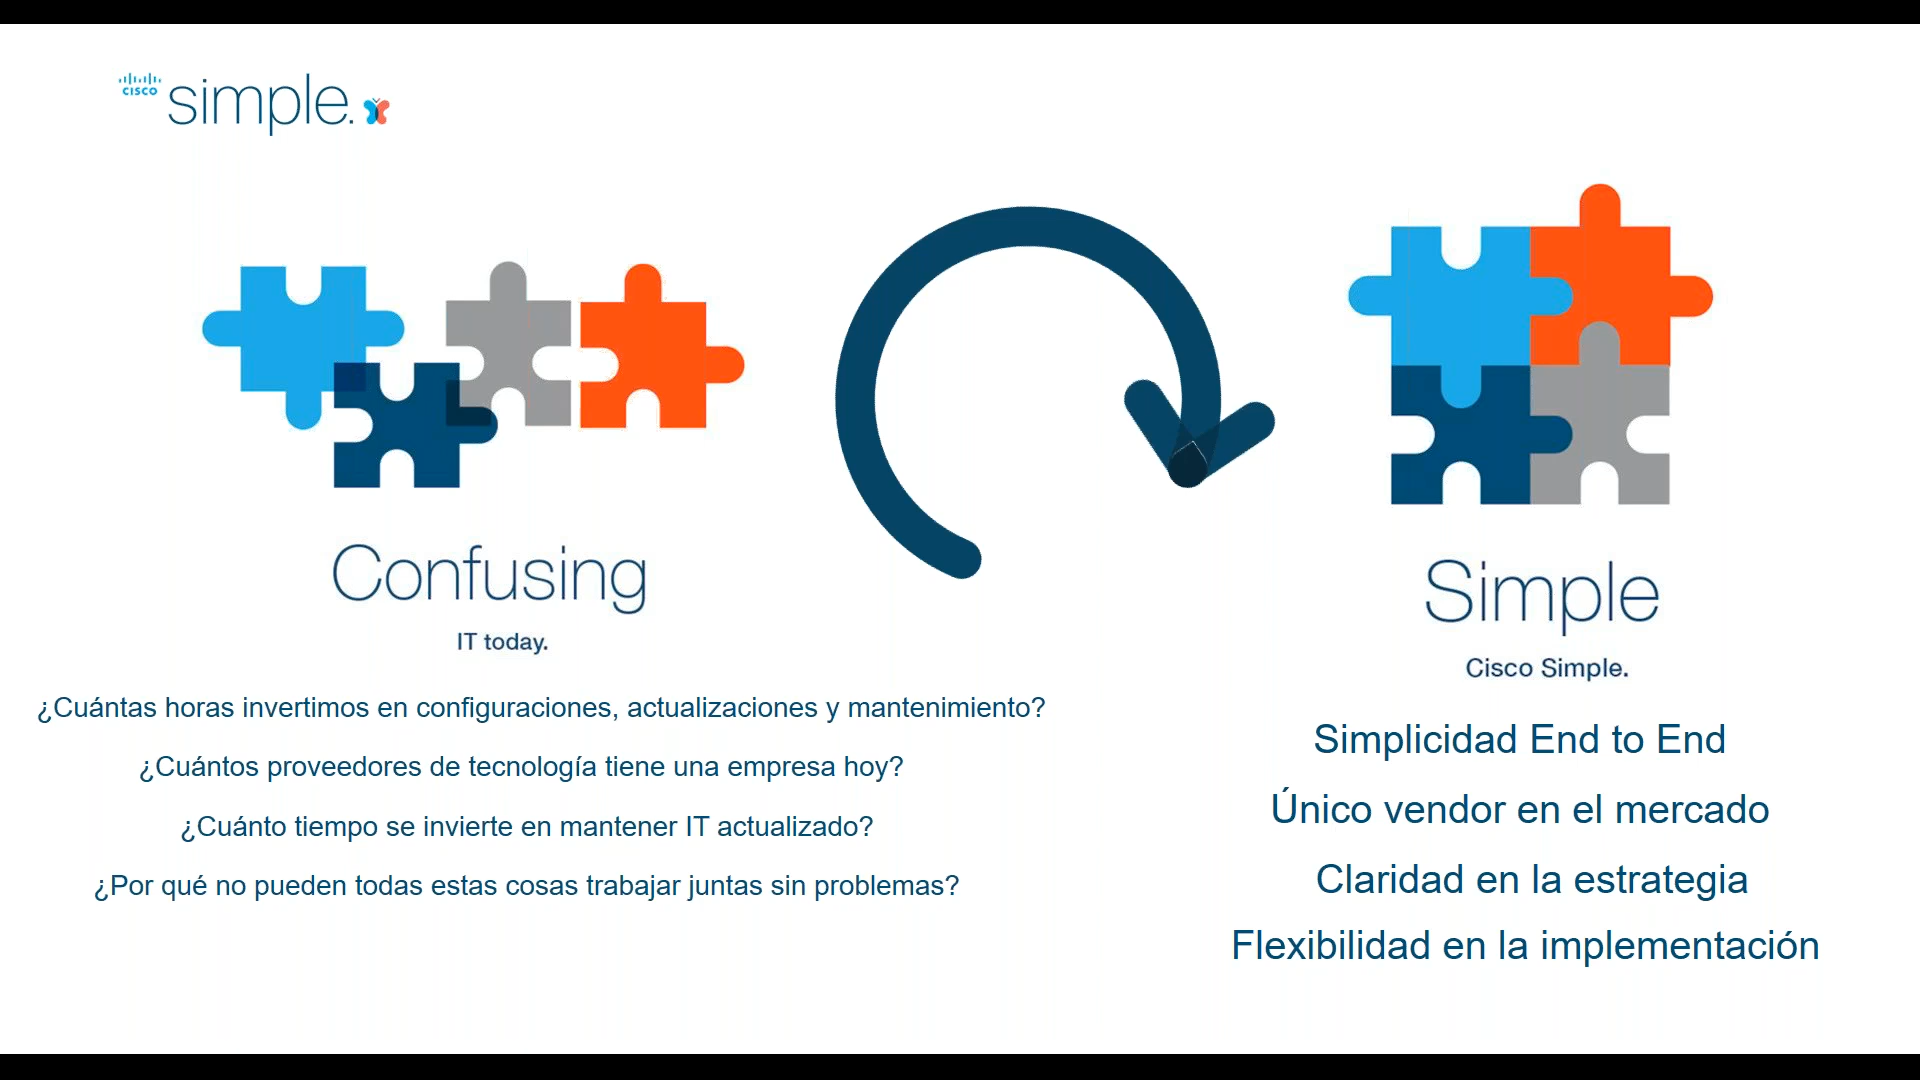 CISCO
simple.
Confusing
IT today.
¿Cuántas horas invertimos en configuraciones, actualizaciones y mantenimiento?
¿Cuántos proveedores de tecnología tiene una empresa hoy?
¿Cuánto tiempo se invierte en mantener IT actualizado?
¿Por qué no pueden todas estas cosas trabajar juntas sin problemas?
Simple
Cisco Simple.
Simplicidad End to End
Único vendor en el mercado
Claridad en la estrategia
Flexibilidad en la implementación